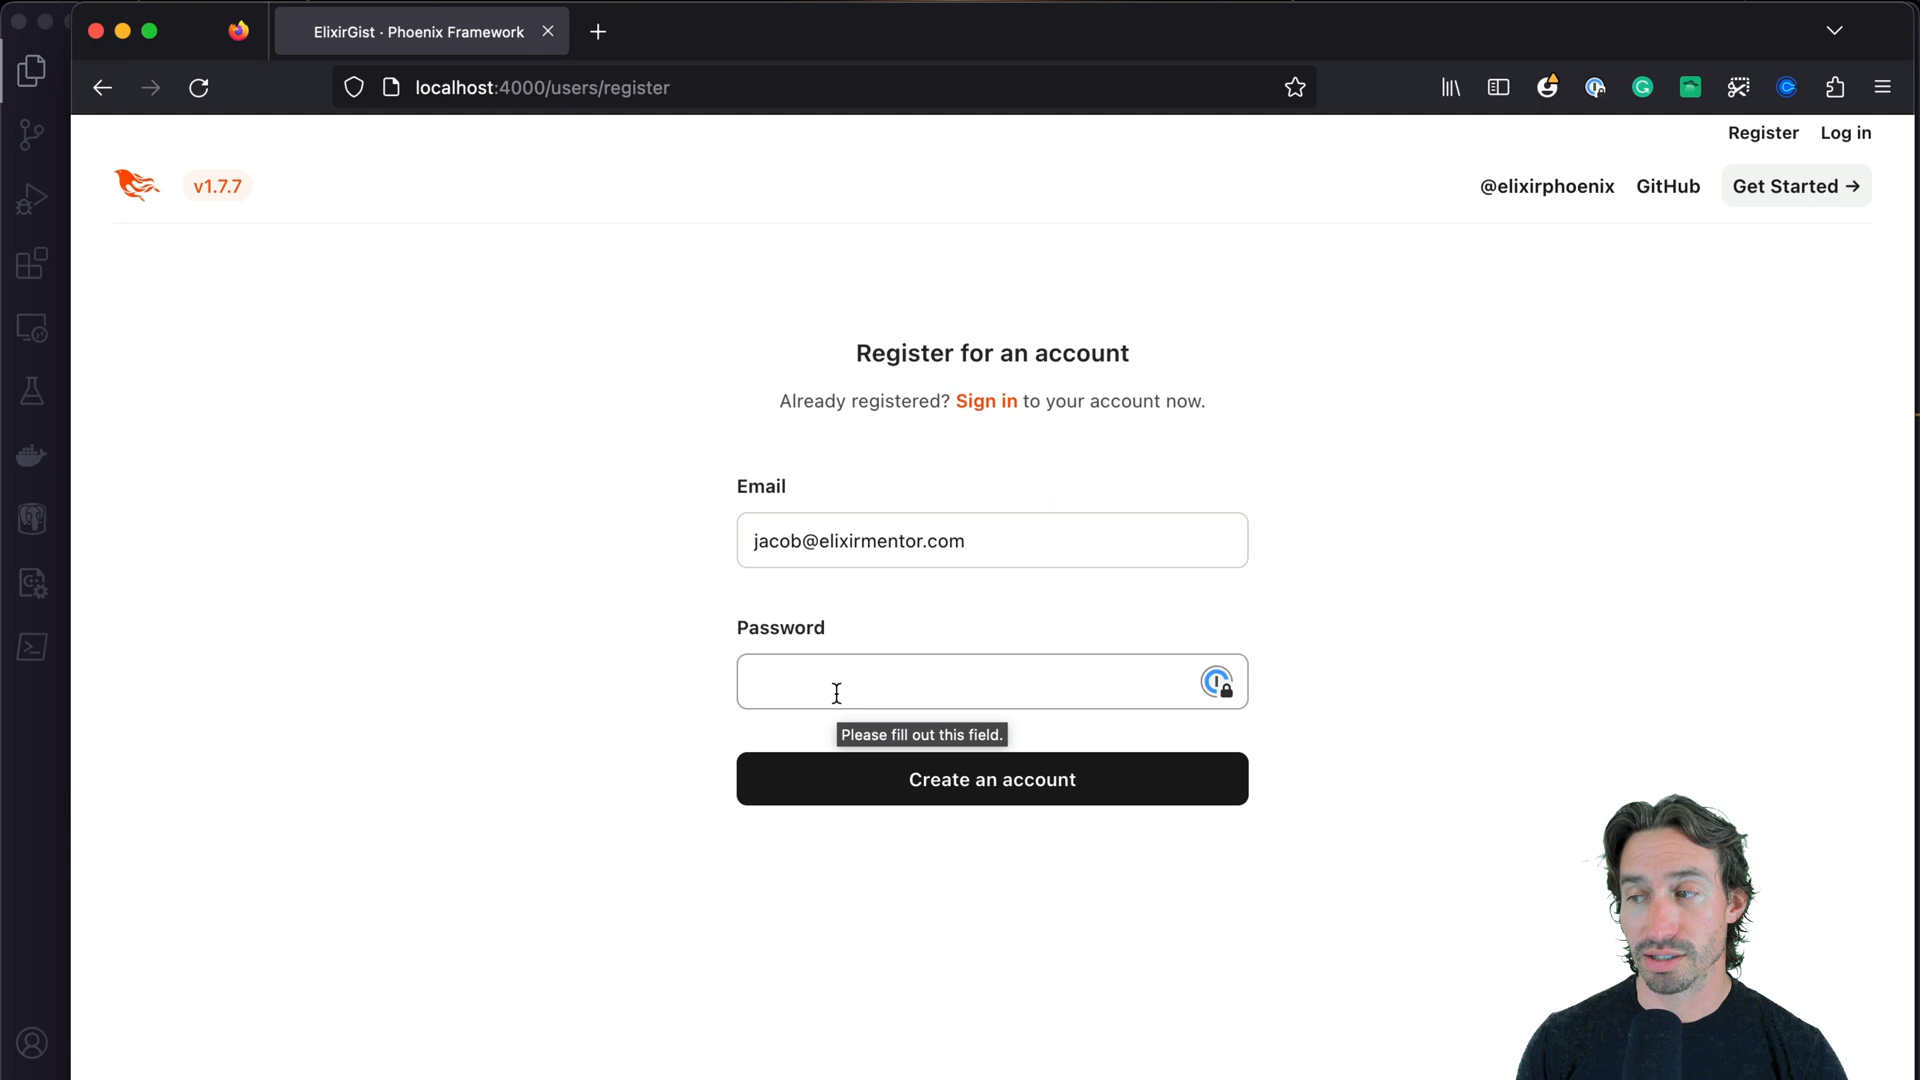 ElixirGist · Phoenix Framework
localhost:4000/users/register
Register Log in
v1.7.7 @elixirphoenix GitHub Get Started →
Register for an account
Already registered? Sign in to your account now.
Email
jacob@elixirmentor.com
Password
Please fill out this field.
Create an account